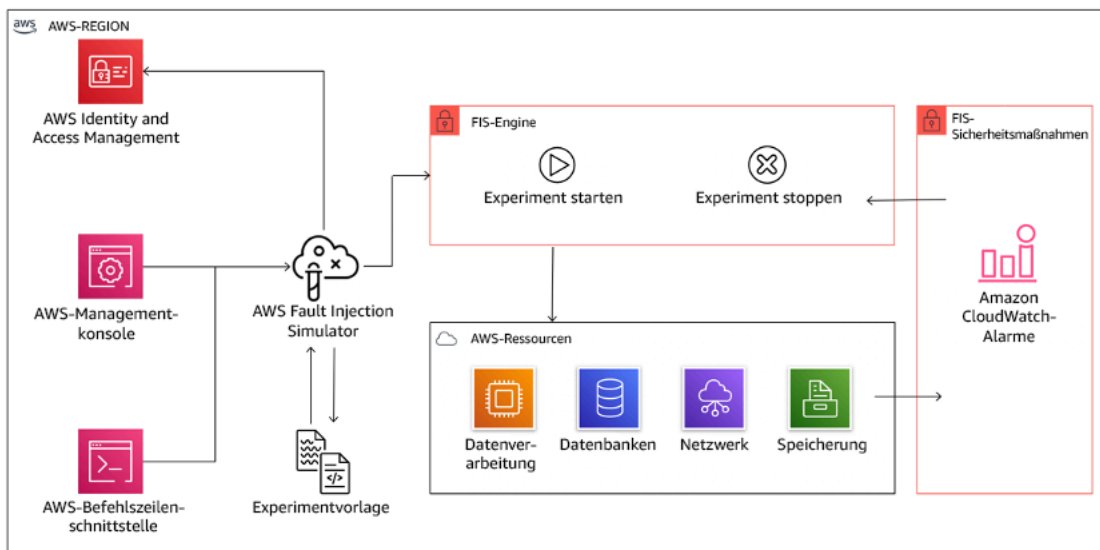 aws
AWS-REGION
AWS Identity and
Access Management
AWS-Management-
konsole
AWS-Befehlszeilen-
schnittstelle
AWS Fault Injection
Simulator
Experimentvorlage
FIS-Engine
Experiment starten
Experiment stoppen
AWS-Ressourcen
Datenver-
arbeitung
Datenbanken
Netzwerk
Speicherung
FIS-
Sicherheitsmaßnahmen
Amazon
CloudWatch-
Alarme